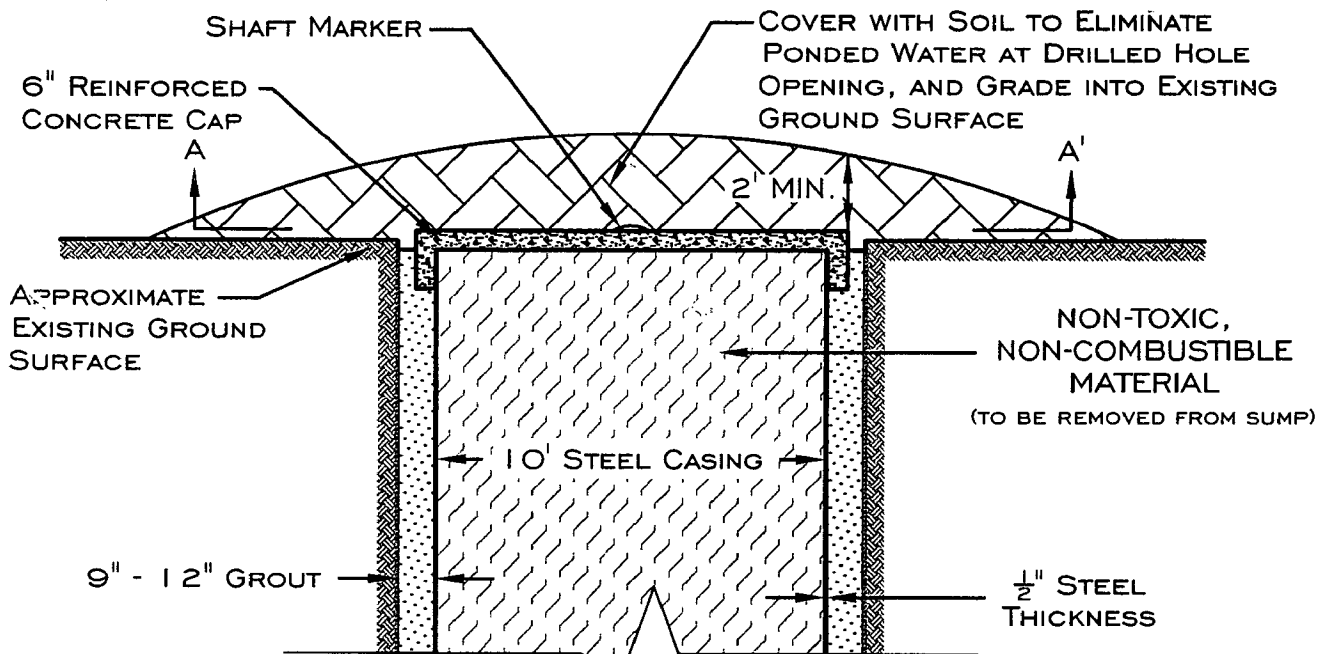 SHAFT MARKER
COVER WITH SOIL TO ELIMINATE
PONDED WATER AT DRILLED HOLE
OPENING, AND GRADE INTO EXISTING
GROUND SURFACE
6" REINFORCED
CONCRETE CAP
A
A'
2' MIN.
APPROXIMATE
EXISTING GROUND
SURFACE
NON-TOXIC,
NON-COMBUSTIBLE
MATERIAL
(TO BE REMOVED FROM SUMP)
10' STEEL CASING
9" - 12" GROUT
1/2" STEEL
THICKNESS